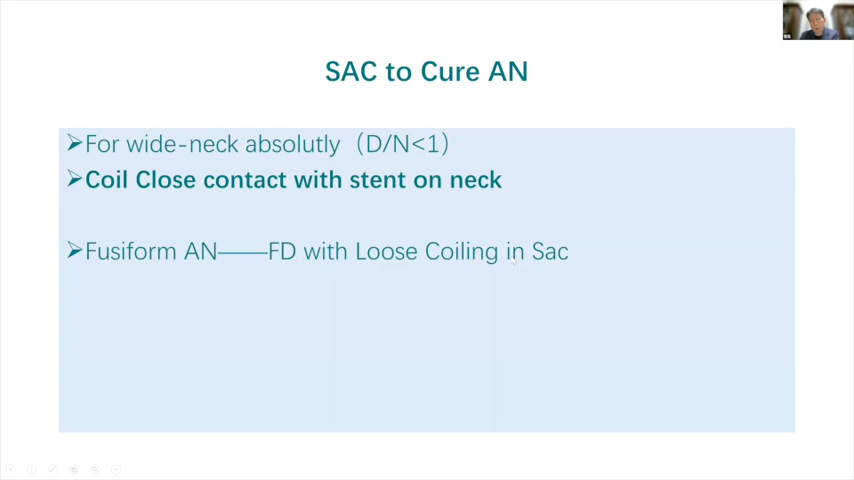 SAC to Cure AN
➢For wide-neck absolutly（D/N<1）
➢Coil Close contact with stent on neck
➢Fusiform AN——FD with Loose Coiling in Sac